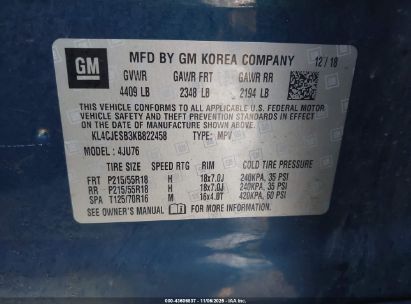 GM
MFD BY GM KOREA COMPANY 12/18
GVWR GAWR FRT GAWR RR
4409 LB 2348 LB 2194 LB
THIS VEHICLE CONFORMS TO ALL APPLICABLE U.S. FEDERAL MOTOR
VEHICLE SAFETY AND THEFT PREVENTION STANDARDS IN EFFECT ON THE
DATE OF MANUFACTURE SHOWN ABOVE.
KL4CJESB3KB822458 TYPE: MPV
MODEL: 4JU76
TIRE SIZE SPEED RTG RIM COLD TIRE PRESSURE
FRT P215/55R18 H 18x7.0J 240KPA, 35 PSI
RR P215/55R18 H 18x7.0J 240KPA, 35 PSI
SPA T125/70R16 M 16x4.0T 420KPA, 60 PSI
SEE OWNER'S MANUAL FOR MORE INFORMATION